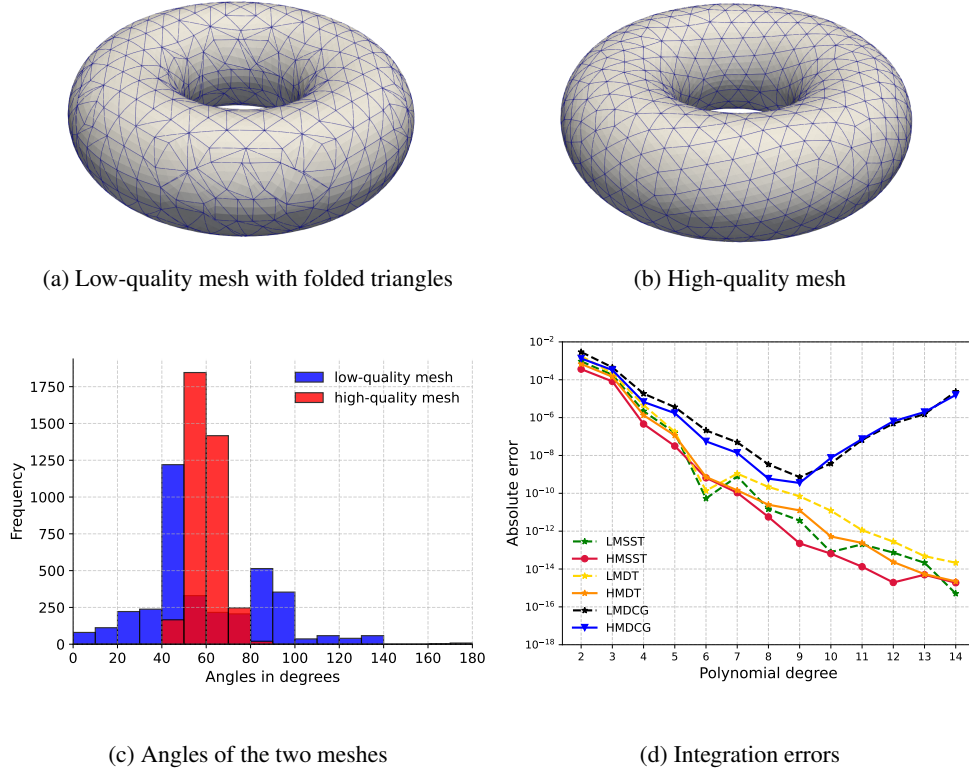 (a) Low-quality mesh with folded triangles
(b) High-quality mesh
low-quality mesh
high-quality mesh
Frequency
1750
1500
1250
1000
750
500
250
0
0 20 40 60 80 100 120 140 160 180
Angles in degrees
(c) Angles of the two meshes
Absolute error
10⁻²
10⁻⁴
10⁻⁶
10⁻⁸
10⁻¹⁰
10⁻¹²
10⁻¹⁴
10⁻¹⁶
10⁻¹⁸
LMSST
HMSST
LMDT
HMDT
LMDCG
HMDCG
2 3 4 5 6 7 8 9 10 11 12 13 14
Polynomial degree
(d) Integration errors